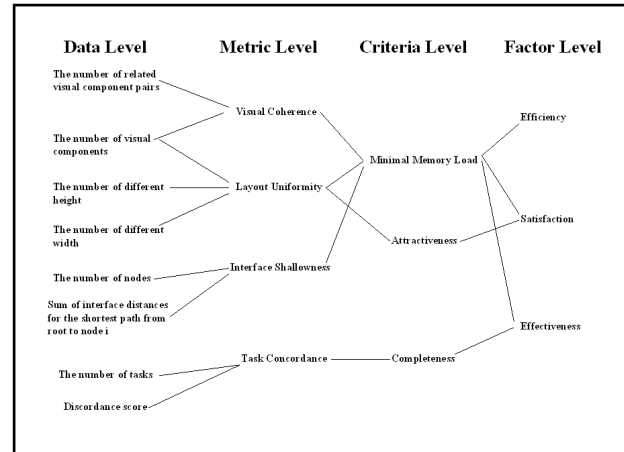 Data Level
Metric Level
Criteria Level
Factor Level
The number of related
visual component pairs
Visual Coherence
Efficiency
The number of visual
components
Minimal Memory Load
The number of different
height
Layout Uniformity
Satisfaction
The number of different
width
Attractiveness
The number of nodes
Interface Shallowness
Sum of interface distances
for the shortest path from
root to node i
Effectiveness
Task Concordance
Completeness
The number of tasks
Discordance score